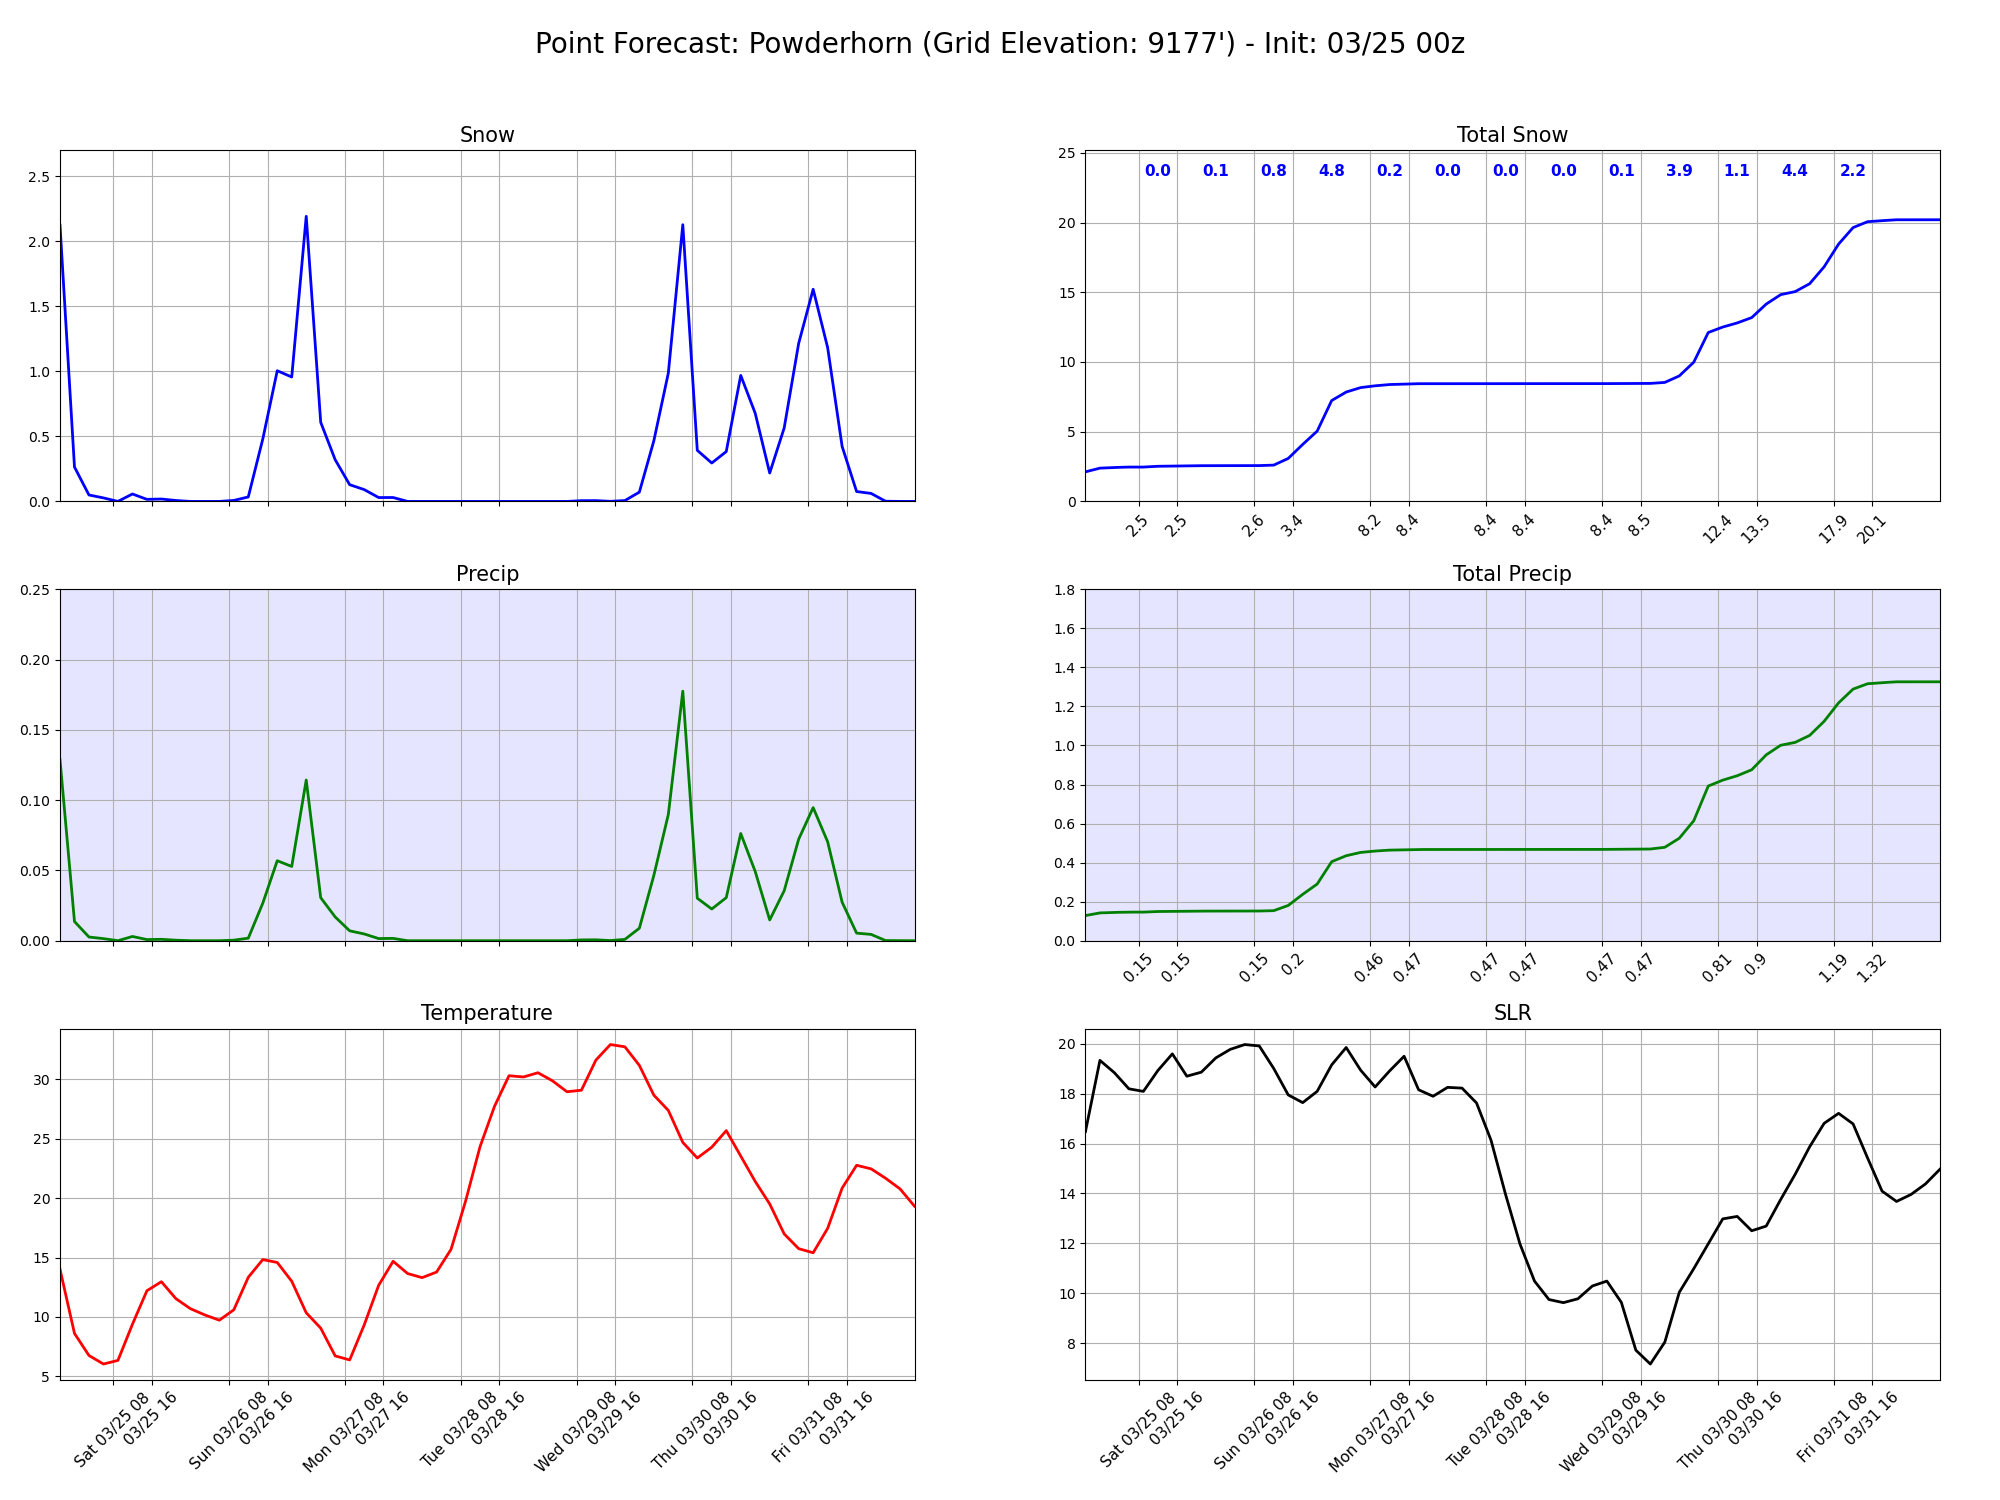 Point Forecast: Powderhorn (Grid Elevation: 9177') - Init: 03/25 00z
Snow
2.5
2.0
1.5
1.0
0.5
0.0
Total Snow
25
20
15
10
5
0
0.0 0.1 0.8 4.8 0.2 0.0 0.0 0.0 0.1 3.9 1.1 4.4 2.2
2.5 2.5 2.6 3.4 8.2 8.4 8.4 8.4 8.4 8.5 12.4 13.5 17.9 20.1
Precip
0.25
0.20
0.15
0.10
0.05
0.00
Total Precip
1.8
1.6
1.4
1.2
1.0
0.8
0.6
0.4
0.2
0.0
0.15 0.15 0.15 0.2 0.46 0.47 0.47 0.47 0.47 0.47 0.81 0.9 1.19 1.32
Temperature
30
25
20
15
10
5
Sat 03/25 08
03/25 16
Sun 03/26 08
03/26 16
Mon 03/27 08
03/27 16
Tue 03/28 08
03/28 16
Wed 03/29 08
03/29 16
Thu 03/30 08
03/30 16
Fri 03/31 08
03/31 16
SLR
20
18
16
14
12
10
8
Sat 03/25 08
03/25 16
Sun 03/26 08
03/26 16
Mon 03/27 08
03/27 16
Tue 03/28 08
03/28 16
Wed 03/29 08
03/29 16
Thu 03/30 08
03/30 16
Fri 03/31 08
03/31 16